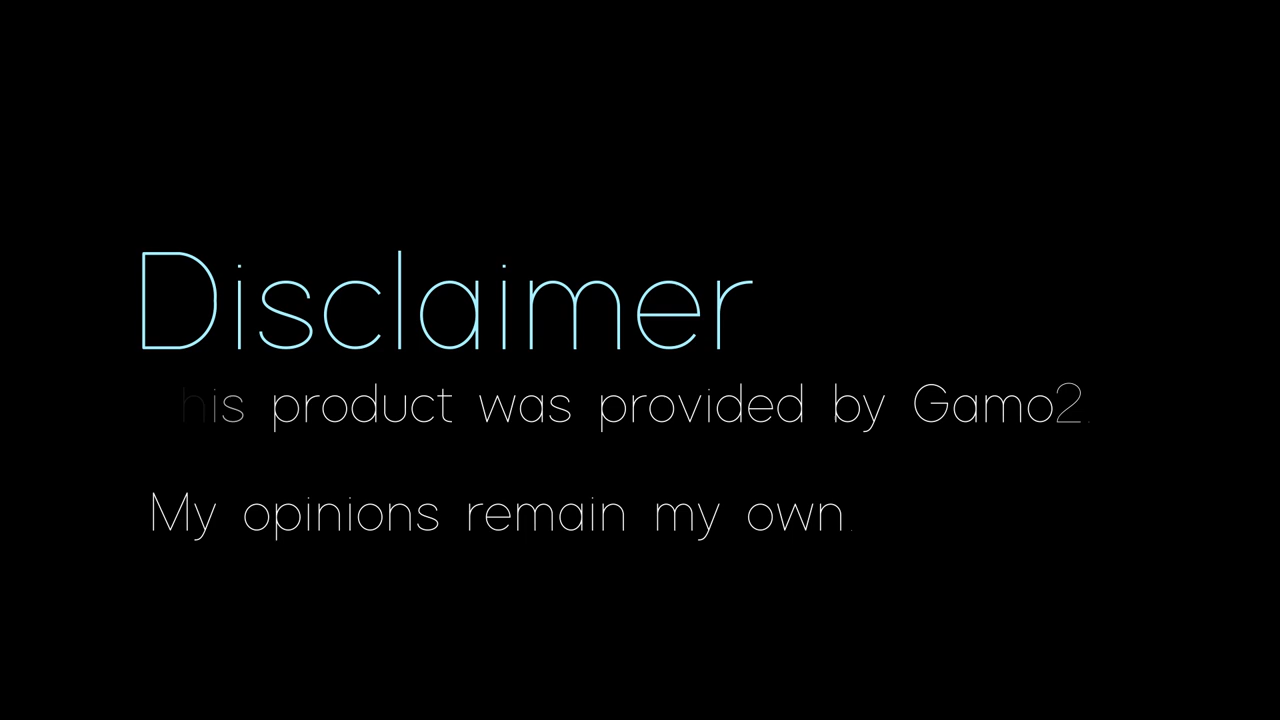 Disclaimer
his product was provided by Gamo2.
My opinions remain my own.